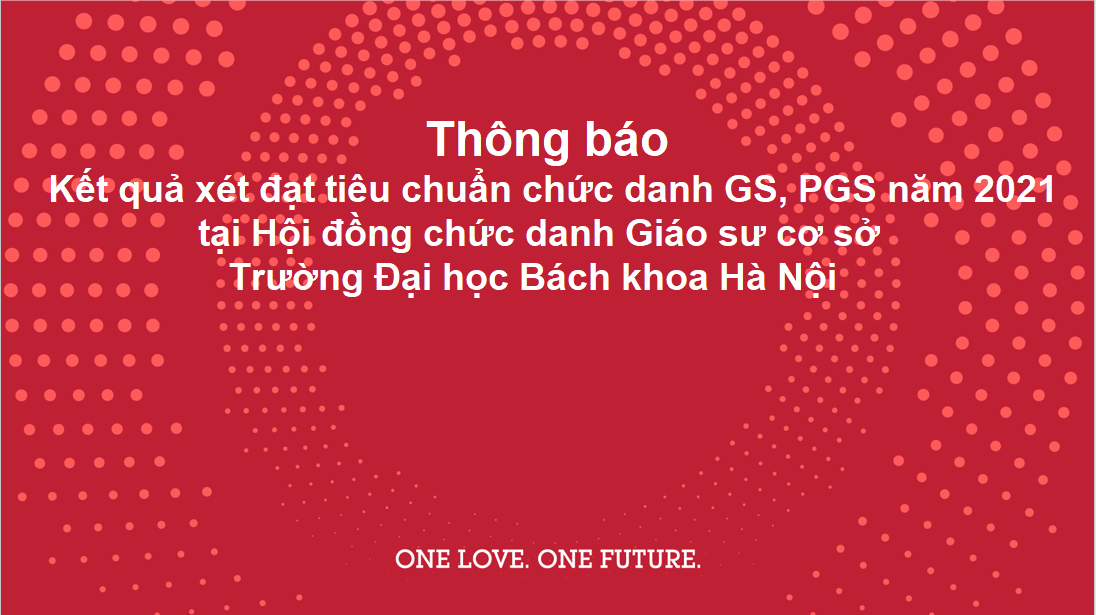 Thông báo
Kết quả xét đạt tiêu chuẩn chức danh GS, PGS năm 2021
tại Hội đồng chức danh Giáo sư cơ sở
Trường Đại học Bách khoa Hà Nội
ONE LOVE. ONE FUTURE.